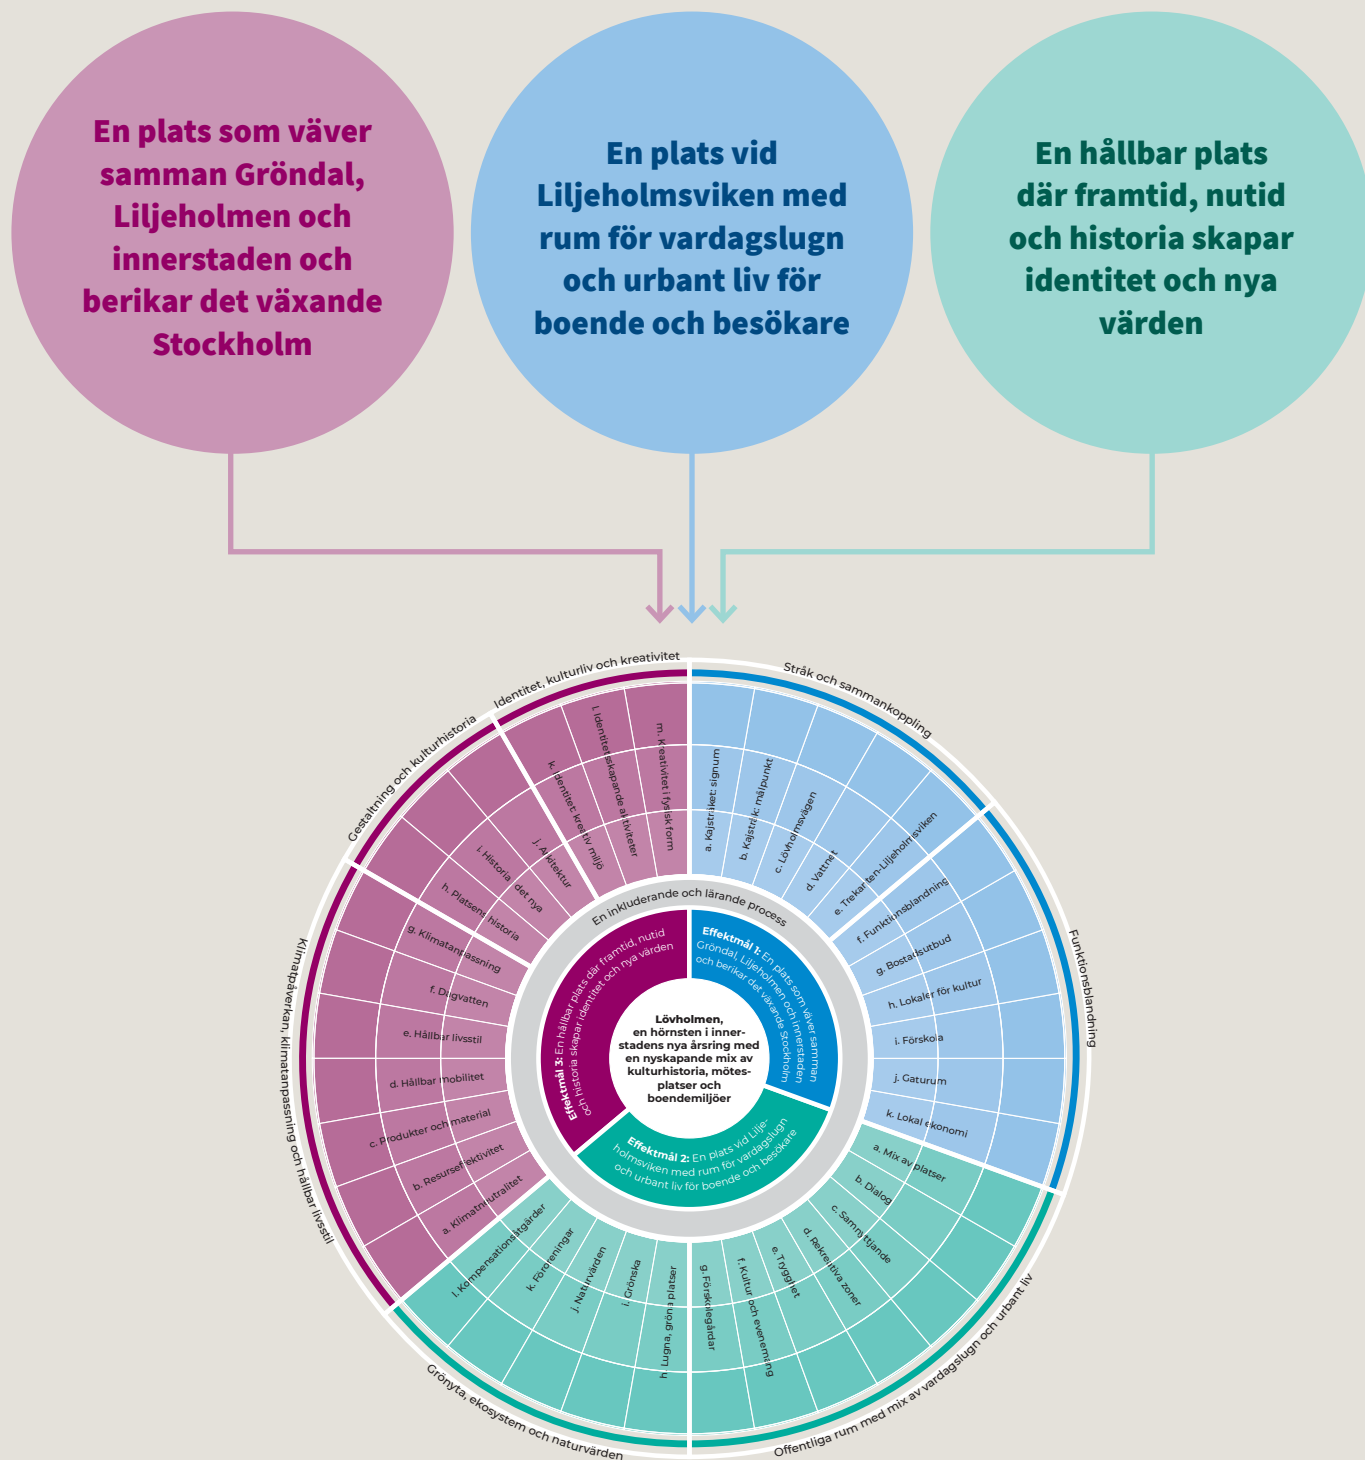 En plats som väver
samman Gröndal,
Liljeholmen och
innerstaden och
berikar det växande
Stockholm
En plats vid
Liljeholmsviken med
rum för vardagslugn
och urbant liv för
boende och besökare
En hållbar plats
där framtid, nutid
och historia skapar
identitet och nya
värden
Identitet, kulturliv och kreativitet
Stråk och sammankoppling
Gestaltning och kulturhistoria
Funktionsblandning
Klimatpåverkan, klimatanpassning och hållbar livsstil
Grönyta, ekosystem och naturvärden
Offentliga rum med mix av vardagslugn och urbant liv
a. Kajstråket: signum
b. Kajstråk: målpunkt
c. Lövholmsvägen
d. Vattnet
e. Trekanten-Liljeholmsviken
f. Funktionsblandning
g. Bostadsutbud
h. Lokaler för kultur
i. Förskola
j. Gaturum
k. Lokal ekonomi
a. Mix av platser
b. Dialog
c. Samnyttjande
d. Rekreativa zoner
e. Trygghet
f. Kultur och evenemang
g. Förskolegårdar
h. Lugna, gröna platser
i. Grönska
j. Naturvärden
k. Föroreningar
l. Kompensationsåtgärder
a. Klimatneutralitet
b. Resurseffektivitet
c. Produkter och material
d. Hållbar mobilitet
e. Hållbar livsstil
f. Dagvatten
g. Klimatanpassning
h. Platsens historia
i. Historia i det nya
j. Arkitektur
k. Identitet: kreativ miljö
l. Identitetsskapande aktiviteter
m. Kreativitet i fysisk form
En inkluderande och lärande process
Effektmål 1: En plats som väver samman
Gröndal, Liljeholmen och innerstaden
och berikar det växande Stockholm
Effektmål 2: En plats vid Lilje-
holmsviken med rum för vardagslugn
och urbant liv för boende och besökare
Effektmål 3: En hållbar plats där framtid, nutid
och historia skapar identitet och nya värden
Lövholmen,
en hörnsten i inner-
stadens nya årsring med
en nyskapande mix av
kulturhistoria, mötes-
platser och
boendemiljöer